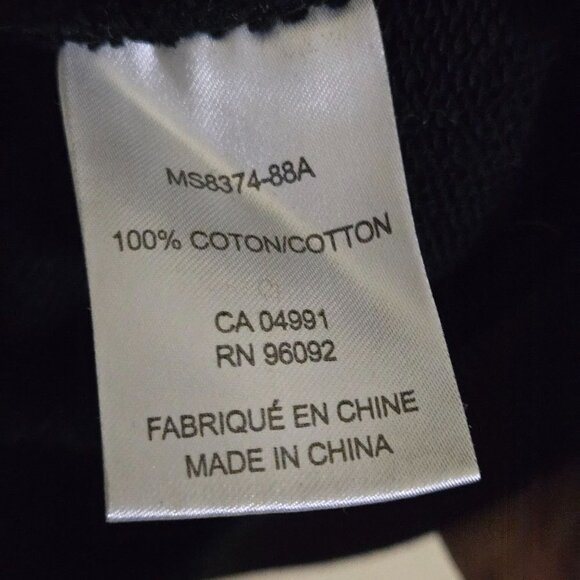 MS8374-88A
100% COTON/COTTON
CA 04991
RN 96092
FABRIQUÉ EN CHINE
MADE IN CHINA